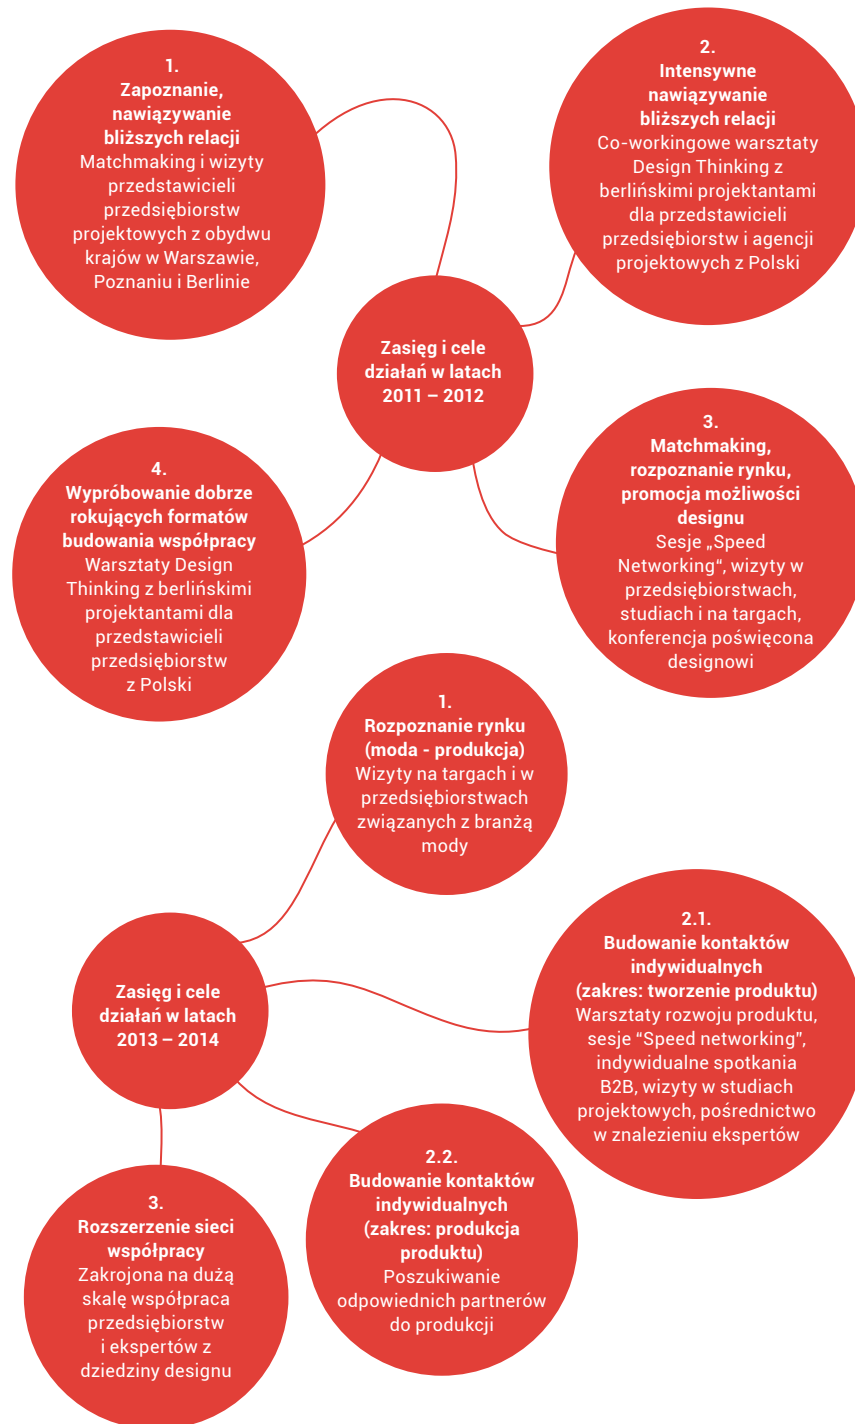 1.
Zapoznanie,
nawiązywanie
bliższych relacji
Matchmaking i wizyty
przedstawicieli
przedsiębiorstw
projektowych z obydwu
krajów w Warszawie,
Poznaniu i Berlinie
2.
Intensywne
nawiązywanie
bliższych relacji
Co-workingowe warsztaty
Design Thinking z
berlińskimi projektantami
dla przedstawicieli
przedsiębiorstw i agencji
projektowych z Polski
Zasięg i cele
działań w latach
2011 – 2012
3.
Matchmaking,
rozpoznanie rynku,
promocja możliwości
designu
Sesje „Speed
Networking“, wizyty w
przedsiębiorstwach,
studiach i na targach,
konferencja poświęcona
designowi
4.
Wypróbowanie dobrze
rokujących formatów
budowania współpracy
Warsztaty Design
Thinking z berlińskimi
projektantami dla
przedstawicieli
przedsiębiorstw
z Polski
1.
Rozpoznanie rynku
(moda - produkcja)
Wizyty na targach i w
przedsiębiorstwach
związanych z branżą
mody
Zasięg i cele
działań w latach
2013 – 2014
2.1.
Budowanie kontaktów
indywidualnych
(zakres: tworzenie produktu)
Warsztaty rozwoju produktu,
sesje “Speed networking”,
indywidualne spotkania
B2B, wizyty w studiach
projektowych, pośrednictwo
w znalezieniu ekspertów
2.2.
Budowanie kontaktów
indywidualnych
(zakres: produkcja
produktu)
Poszukiwanie
odpowiednich partnerów
do produkcji
3.
Rozszerzenie sieci
współpracy
Zakrojona na dużą
skalę współpraca
przedsiębiorstw
i ekspertów z
dziedziny designu